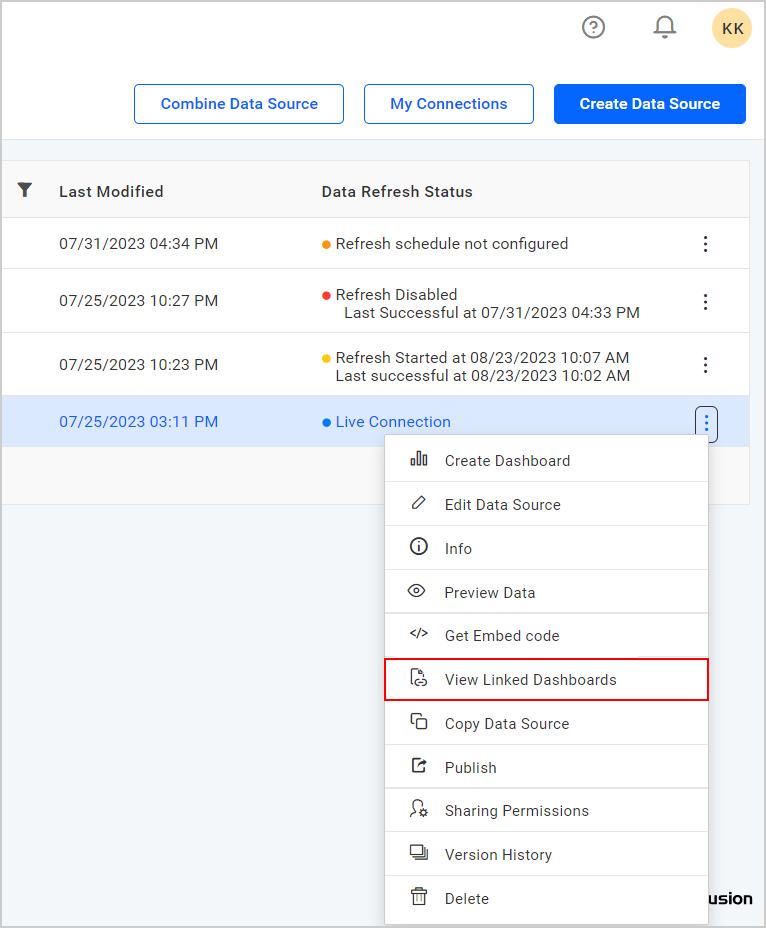 KK
Combine Data Source
My Connections
Create Data Source
Last Modified
Data Refresh Status
07/31/2023 04:34 PM
Refresh schedule not configured
07/25/2023 10:27 PM
Refresh Disabled
Last Successful at 07/31/2023 04:33 PM
07/25/2023 10:23 PM
Refresh Started at 08/23/2023 10:07 AM
Last successful at 08/23/2023 10:02 AM
07/25/2023 03:11 PM
Live Connection
Create Dashboard
Edit Data Source
Info
Preview Data
Get Embed code
View Linked Dashboards
Copy Data Source
Publish
Sharing Permissions
Version History
Delete
usion